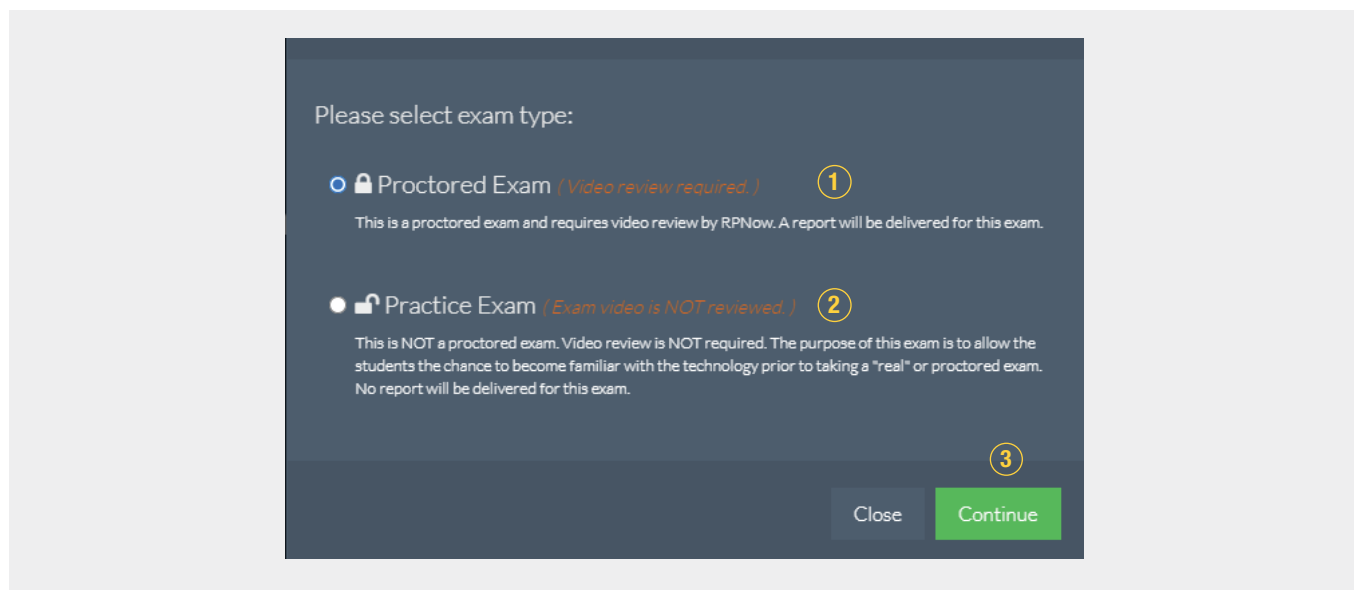 Please select exam type:
Proctored Exam ( Video review required. ) 1
This is a proctored exam and requires video review by RPNow. A report will be delivered for this exam.
Practice Exam ( Exam video is NOT reviewed. ) 2
This is NOT a proctored exam. Video review is NOT required. The purpose of this exam is to allow the
students the chance to become familiar with the technology prior to taking a "real" or proctored exam.
No report will be delivered for this exam.
3
Close Continue